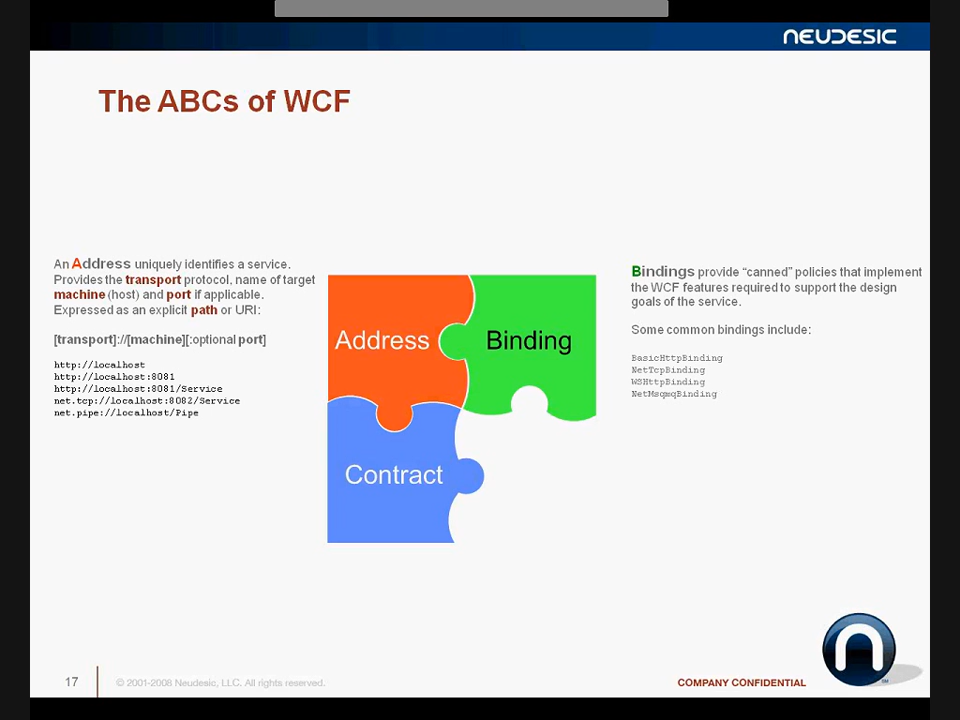 NEUDESIC
The ABCs of WCF
An Address uniquely identifies a service.
Provides the transport protocol, name of target
machine (host) and port if applicable.
Expressed as an explicit path or URI:
[transport]://[machine][:optional port]
http://localhost
http://localhost:8081
http://localhost:8081/Service
net.tcp://localhost:8082/Service
net.pipe://localhost/Pipe
Address
Binding
Contract
Bindings provide “canned” policies that implement
the WCF features required to support the design
goals of the service.
Some common bindings include:
BasicHttpBinding
NetTcpBinding
WSHttpBinding
NetMsqmqBinding
17
© 2001-2008 Neudesic, LLC. All rights reserved.
COMPANY CONFIDENTIAL
n
SM